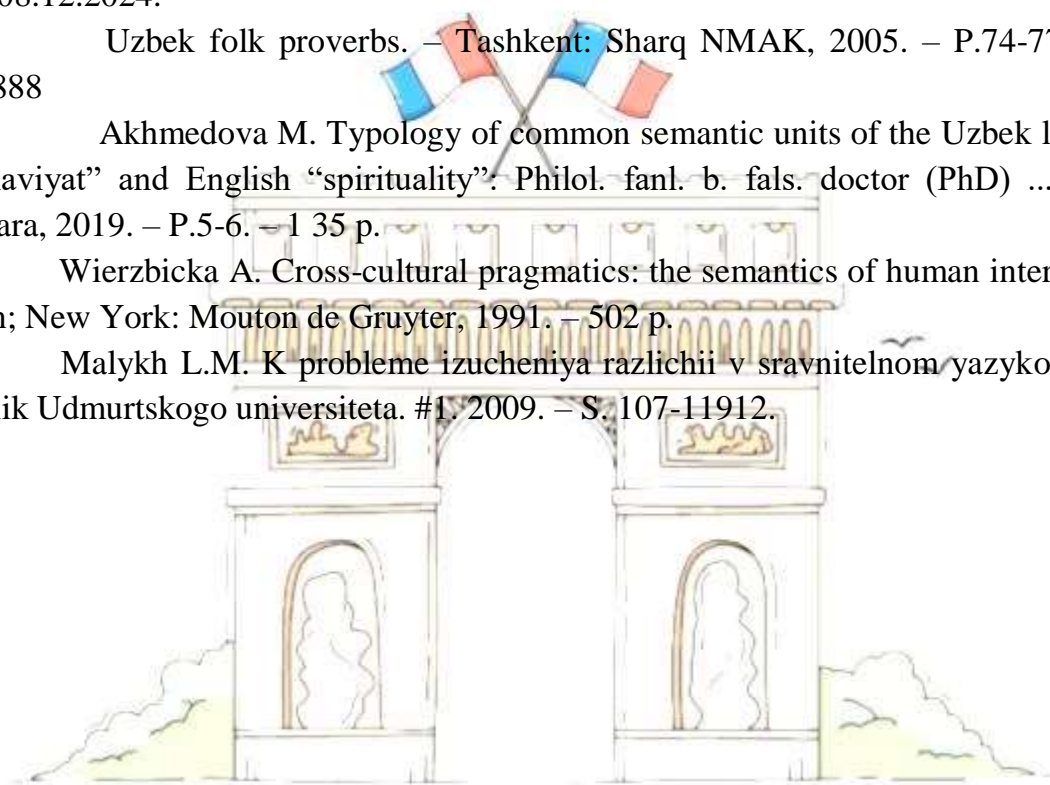 08.12.2024.
Uzbek folk proverbs. – Tashkent: Sharq NMAK, 2005. – P.74-77
888
Akhmedova M. Typology of common semantic units of the Uzbek l
aviyat” and English “spirituality”: Philol. fanl. b. fals. doctor (PhD) ...
ara, 2019. – P.5-6. – 1 35 p.
Wierzbicka A. Cross-cultural pragmatics: the semantics of human inter
n; New York: Mouton de Gruyter, 1991. – 502 p.
Malykh L.M. K probleme izucheniya razlichii v sravnitelnom yazyko
nik Udmurtskogo universiteta. #1. 2009. – S. 107-11912.